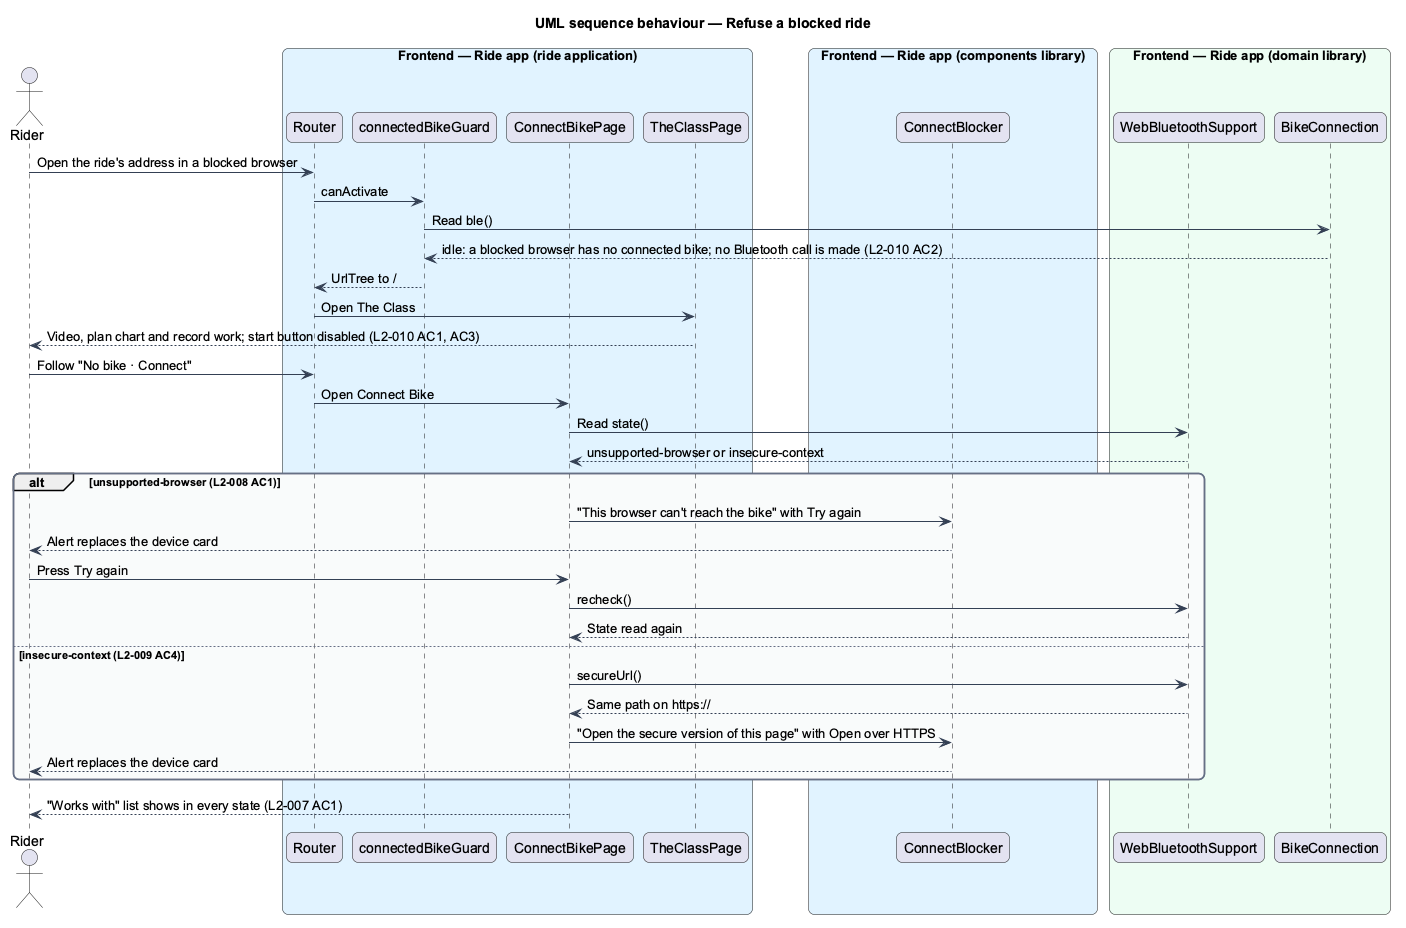 UML sequence behaviour — Refuse a blocked ride
Frontend — Ride app (ride application)
Frontend — Ride app (components library)
Frontend — Ride app (domain library)
Rider
Router
connectedBikeGuard
ConnectBikePage
TheClassPage
ConnectBlocker
WebBluetoothSupport
BikeConnection
Open the ride's address in a blocked browser
canActivate
Read ble()
idle: a blocked browser has no connected bike; no Bluetooth call is made (L2-010 AC2)
UrlTree to /
Open The Class
Video, plan chart and record work; start button disabled (L2-010 AC1, AC3)
Follow "No bike · Connect"
Open Connect Bike
Read state()
unsupported-browser or insecure-context
alt
[unsupported-browser (L2-008 AC1)]
"This browser can't reach the bike" with Try again
Alert replaces the device card
Press Try again
recheck()
State read again
[insecure-context (L2-009 AC4)]
secureUrl()
Same path on https://
"Open the secure version of this page" with Open over HTTPS
Alert replaces the device card
"Works with" list shows in every state (L2-007 AC1)
Rider
Router
connectedBikeGuard
ConnectBikePage
TheClassPage
ConnectBlocker
WebBluetoothSupport
BikeConnection